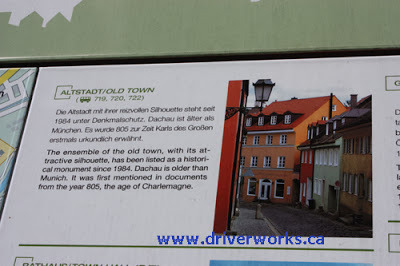 ALTSTADT/OLD TOWN
( 719, 720, 722)
Die Altstadt mit ihrer reizvollen Silhouette steht seit
1984 unter Denkmalschutz. Dachau ist älter als
München. Es wurde 805 zur Zeit Karls des Großen
erstmals urkundlich erwähnt.
The ensemble of the old town, with its at-
tractive silhouette, has been listed as a histori-
cal monument since 1984. Dachau is older than
Munich. It was first mentioned in documents
from the year 805, the age of Charlemagne.
www.driverworks.ca
RATHAUS/TOWN HALL